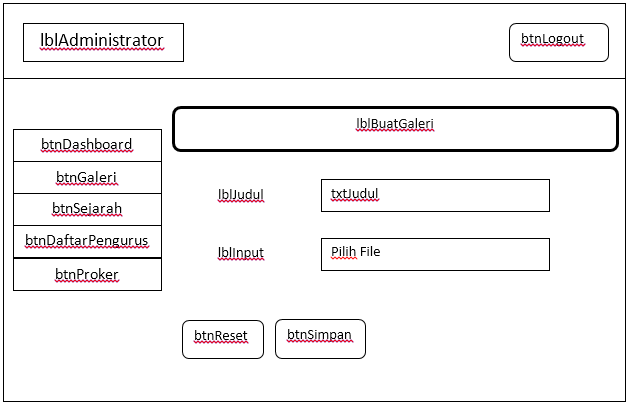 lblAdministrator
btnLogout
lblBuatGaleri
btnDashboard
btnGaleri
btnSejarah
btnDaftarPengurus
btnProker
lblJudul
txtJudul
lblInput
Pilih File
btnReset
btnSimpan